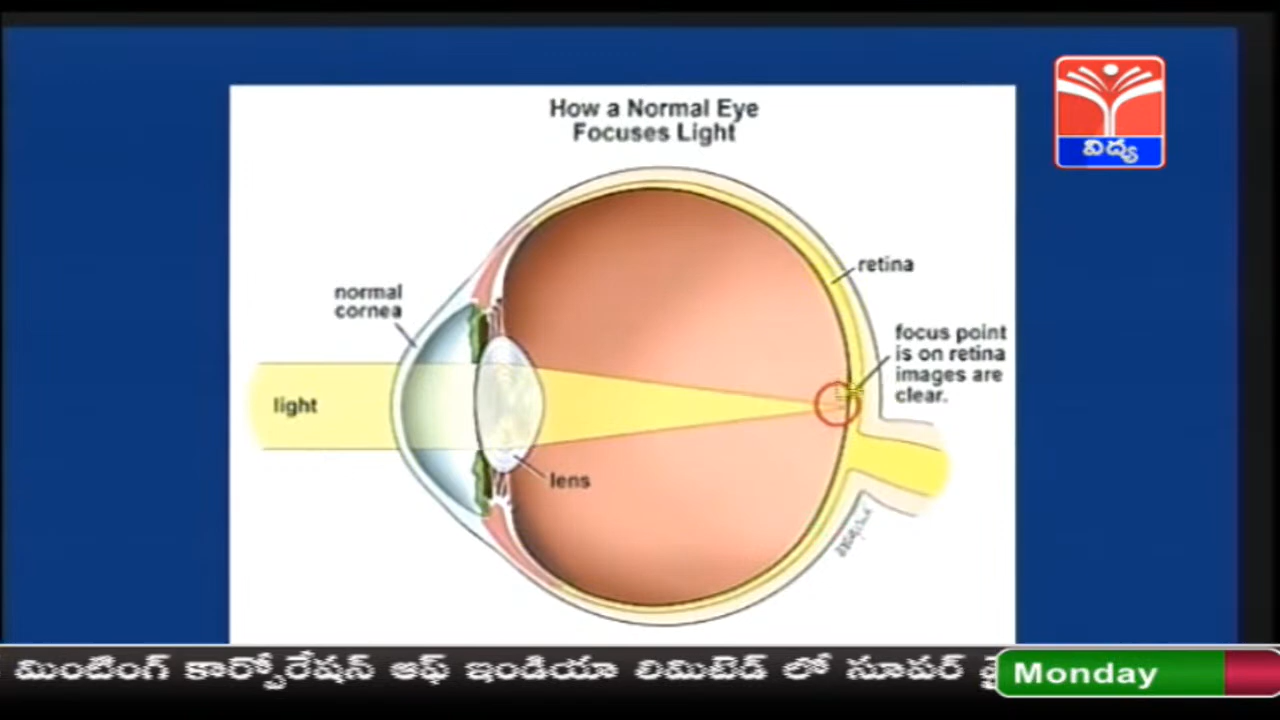 How a Normal Eye
Focuses Light
విద్య
retina
normal
cornea
focus point
is on retina
images are
clear.
light
lens
మింటింగ్ కార్పోరేషన్ ఆఫ్ ఇండియా లిమిటెడ్ లో సూపర్
Monday